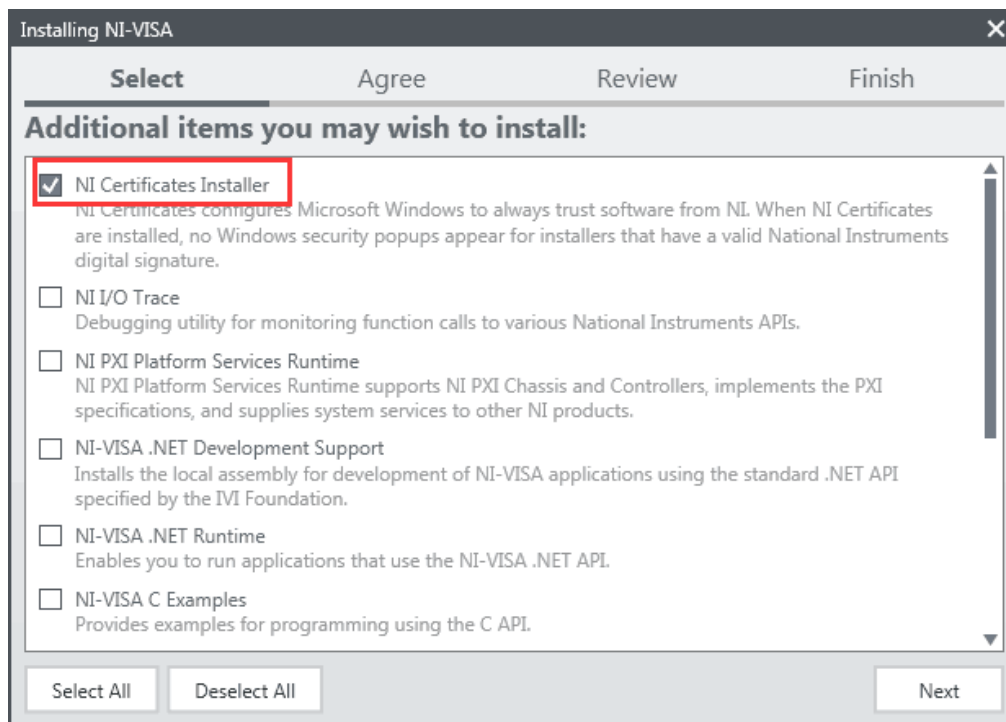 Installing NI-VISA
Select Agree Review Finish
Additional items you may wish to install:
NI Certificates Installer
NI Certificates configures Microsoft Windows to always trust software from NI. When NI Certificates
are installed, no Windows security popups appear for installers that have a valid National Instruments
digital signature.
NI I/O Trace
Debugging utility for monitoring function calls to various National Instruments APIs.
NI PXI Platform Services Runtime
NI PXI Platform Services Runtime supports NI PXI Chassis and Controllers, implements the PXI
specifications, and supplies system services to other NI products.
NI-VISA .NET Development Support
Installs the local assembly for development of NI-VISA applications using the standard .NET API
specified by the IVI Foundation.
NI-VISA .NET Runtime
Enables you to run applications that use the NI-VISA .NET API.
NI-VISA C Examples
Provides examples for programming using the C API.
Select All Deselect All Next